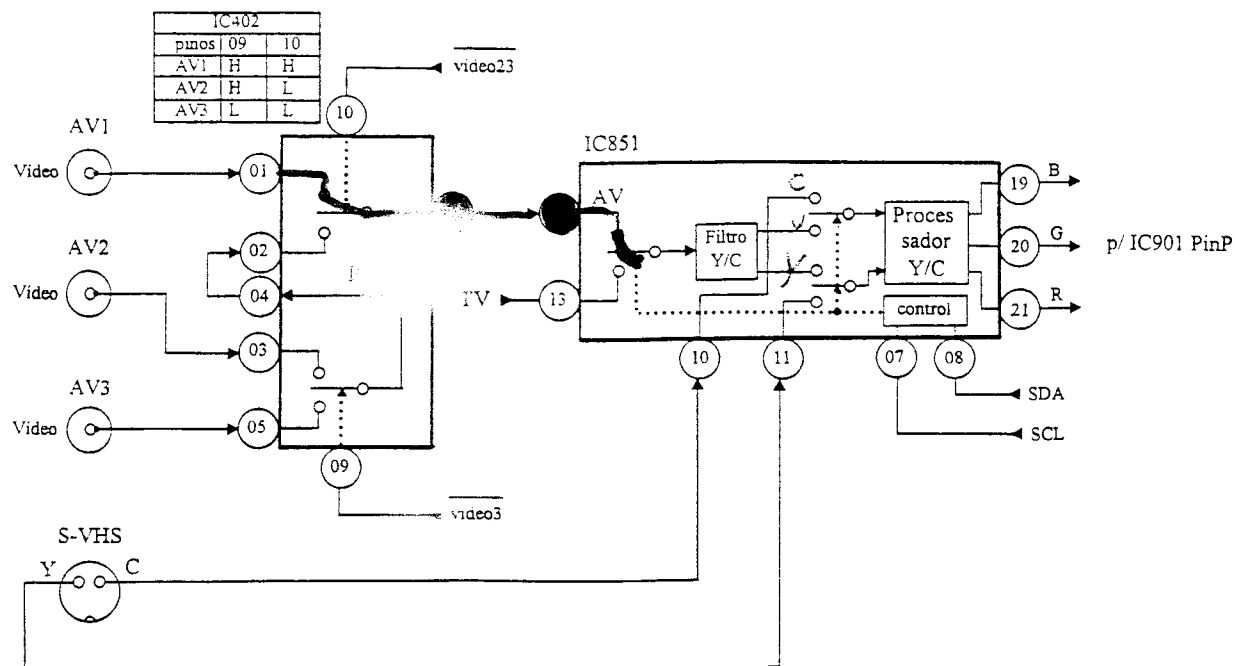 IC402
pinos 09 10
AV1 H H
AV2 H L
AV3 L L
video23
10
AV1
Video
01
IC851
AV
C
Filtro
Y/C
Proces
sador
Y/C
19
B
20
G
p/ IC901 PinP
21
R
control
AV2
Video
02
04
03
13
10
11
07
08
SDA
SCL
AV3
Video
05
09
video3
S-VHS
Y
C